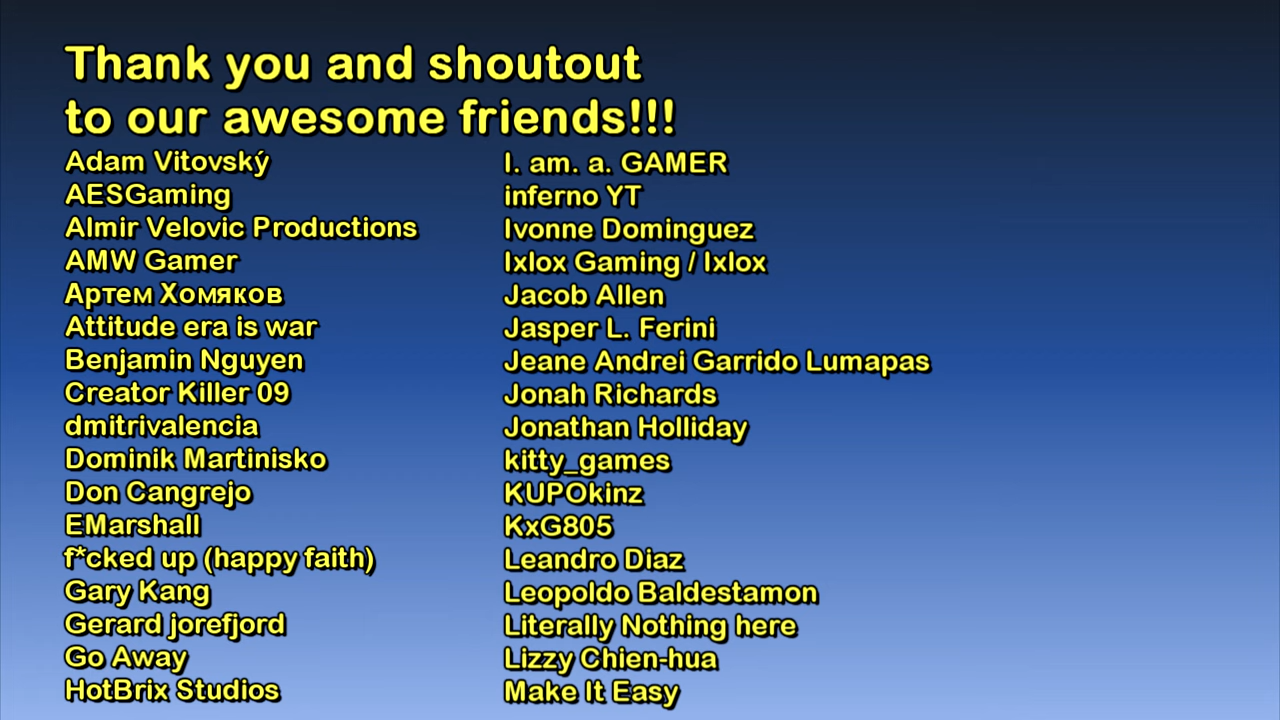 Thank you and shoutout
to our awesome friends!!!
Adam Vitovský
AESGaming
Almir Velovic Productions
AMW Gamer
Артем Хомяков
Attitude era is war
Benjamin Nguyen
Creator Killer 09
dmitrivalencia
Dominik Martinisko
Don Cangrejo
EMarshall
f*cked up (happy faith)
Gary Kang
Gerard jorefjord
Go Away
HotBrix Studios
I. am. a. GAMER
inferno YT
Ivonne Dominguez
Ixlox Gaming / Ixlox
Jacob Allen
Jasper L. Ferini
Jeane Andrei Garrido Lumapas
Jonah Richards
Jonathan Holliday
kitty_games
KUPOkinz
KxG805
Leandro Diaz
Leopoldo Baldestamon
Literally Nothing here
Lizzy Chien-hua
Make It Easy